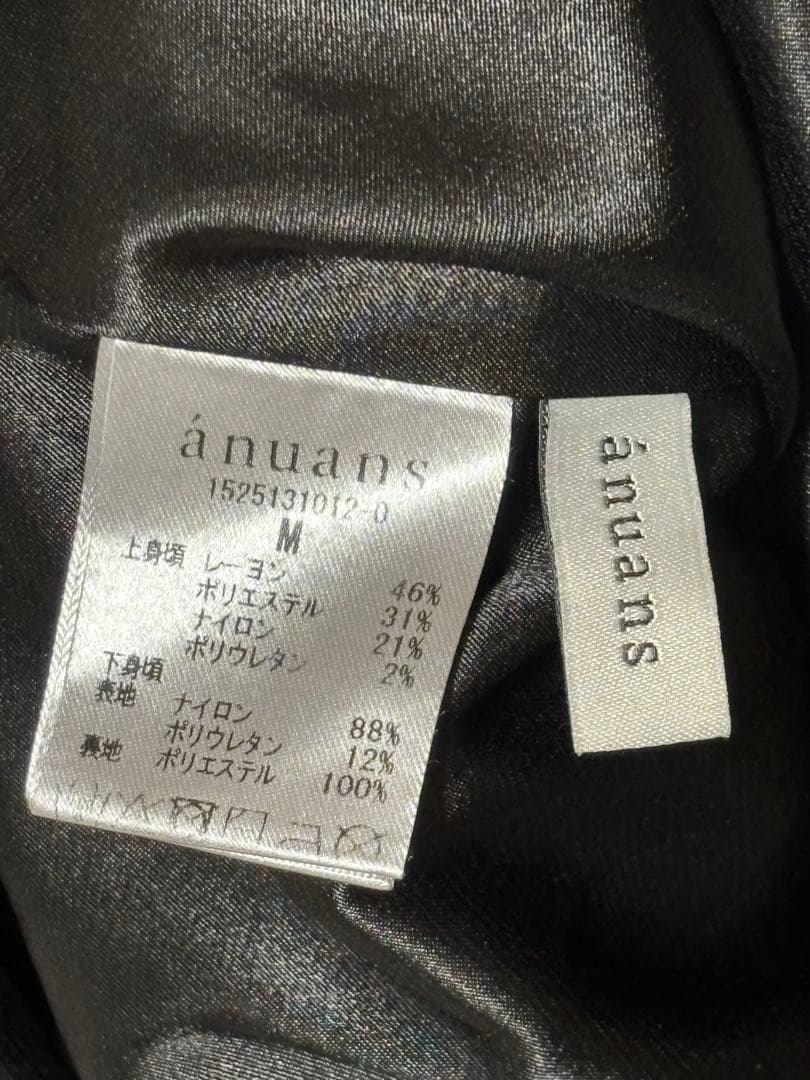 ánuans
1525131012-0
M
上身頃 レーヨン 46%
ポリエステル 31%
ナイロン 21%
ポリウレタン 2%
下身頃
表地 ナイロン 88%
ポリウレタン 12%
裏地 ポリエステル 100%
ánuans